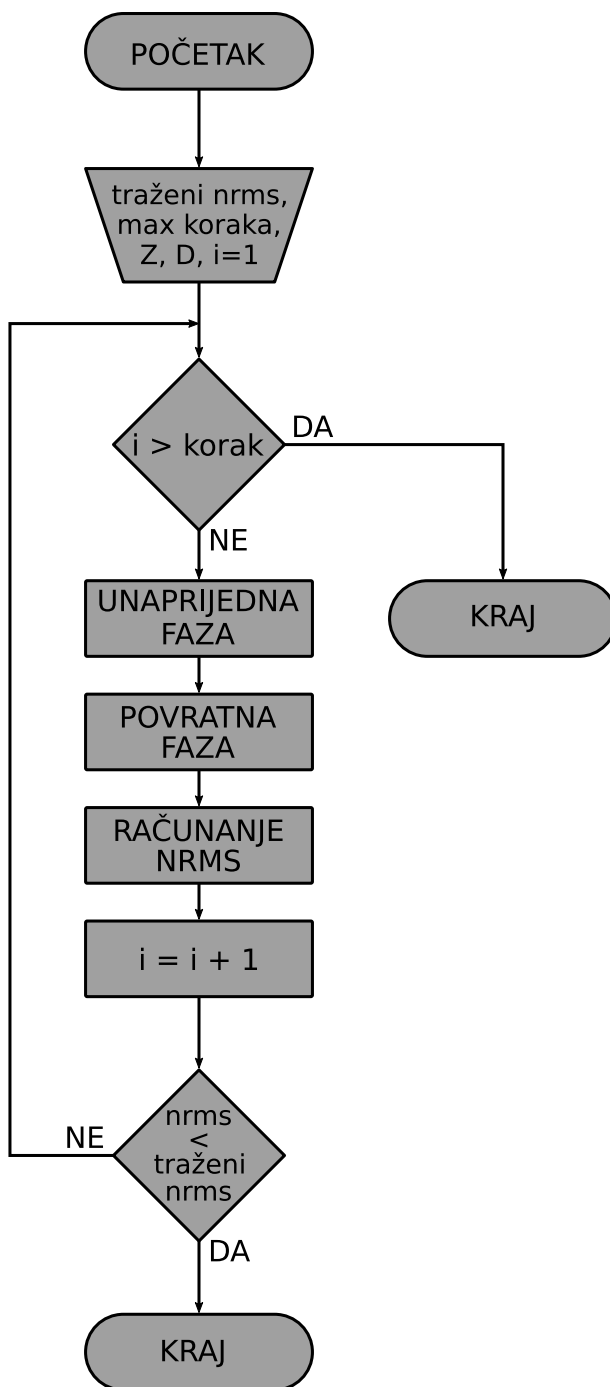 POČETAK
traženi nrms,
max koraka,
Z, D, i=1
i > korak
DA
NE
UNAPRIJEDNA
FAZA
KRAJ
POVRATNA
FAZA
RAČUNANJE
NRMS
i = i + 1
nrms
<
traženi
nrms
NE
DA
KRAJ